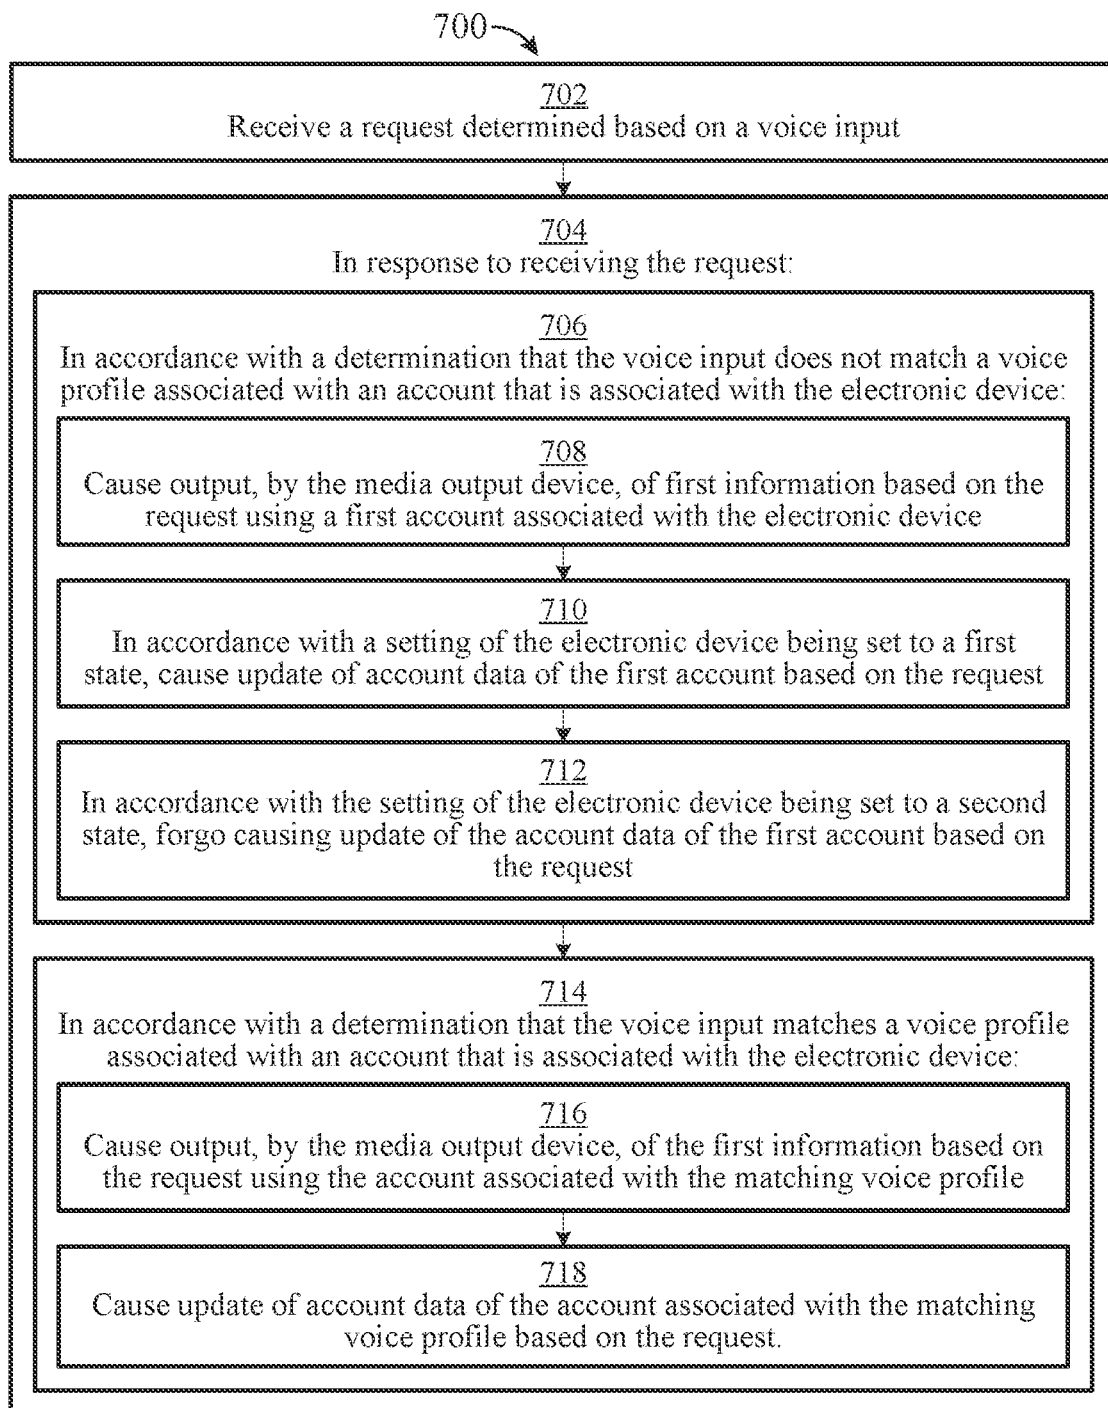 700
702
Receive a request determined based on a voice input
704
In response to receiving the request:
706
In accordance with a determination that the voice input does not match a voice
profile associated with an account that is associated with the electronic device:
708
Cause output, by the media output device, of first information based on the
request using a first account associated with the electronic device
710
In accordance with a setting of the electronic device being set to a first
state, cause update of account data of the first account based on the request
712
In accordance with the setting of the electronic device being set to a second
state, forgo causing update of the account data of the first account based on
the request
714
In accordance with a determination that the voice input matches a voice profile
associated with an account that is associated with the electronic device:
716
Cause output, by the media output device, of the first information based on
the request using the account associated with the matching voice profile
718
Cause update of account data of the account associated with the matching
voice profile based on the request.